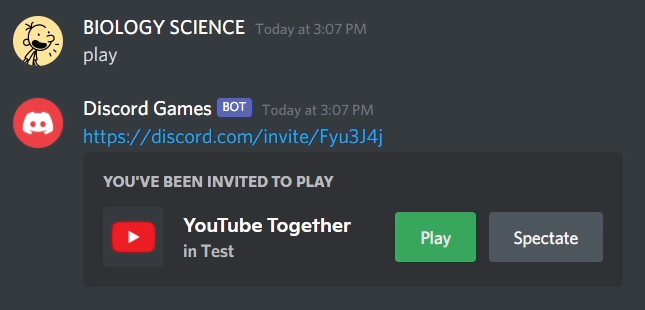 BIOLOGY SCIENCE Today at 3:07 PM
play
Discord Games BOT Today at 3:07 PM
https://discord.com/invite/Fyu3J4j
YOU'VE BEEN INVITED TO PLAY
YouTube Together
in Test
Play
Spectate